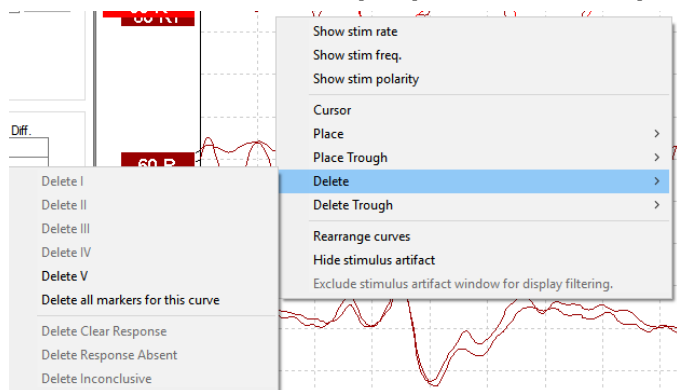 Show stim rate
Show stim freq.
Show stim polarity
Cursor
Diff.
Place
Place Trough
60 R
Delete
Delete Trough
Rearrange curves
Hide stimulus artifact
Exclude stimulus artifact window for display filtering.
Delete I
Delete II
Delete III
Delete IV
Delete V
Delete all markers for this curve
Delete Clear Response
Delete Response Absent
Delete Inconclusive